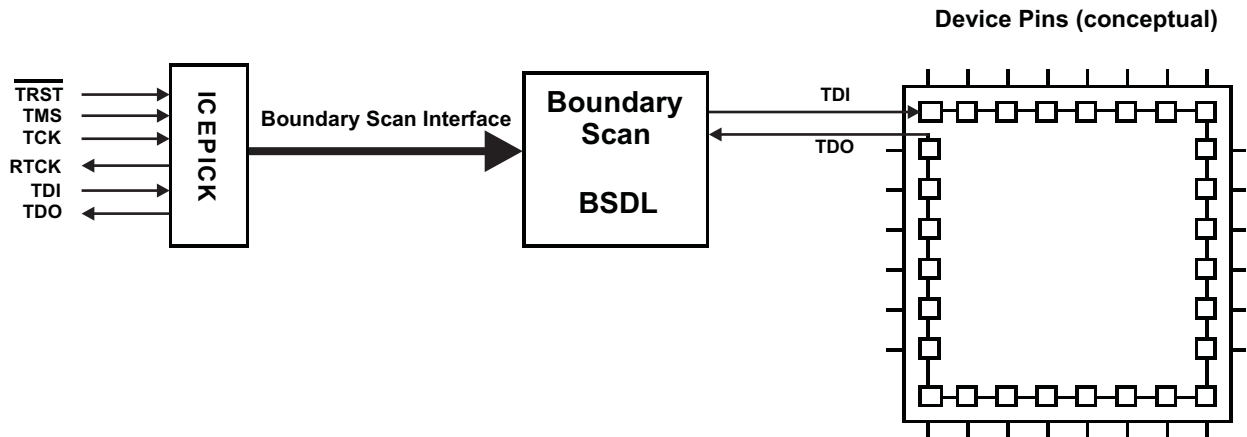 Device Pins (conceptual)
TRST
TMS
TCK
RTCK
TDI
TDO
ICEPICK
Boundary Scan Interface
Boundary
Scan
BSDL
TDI
TDO